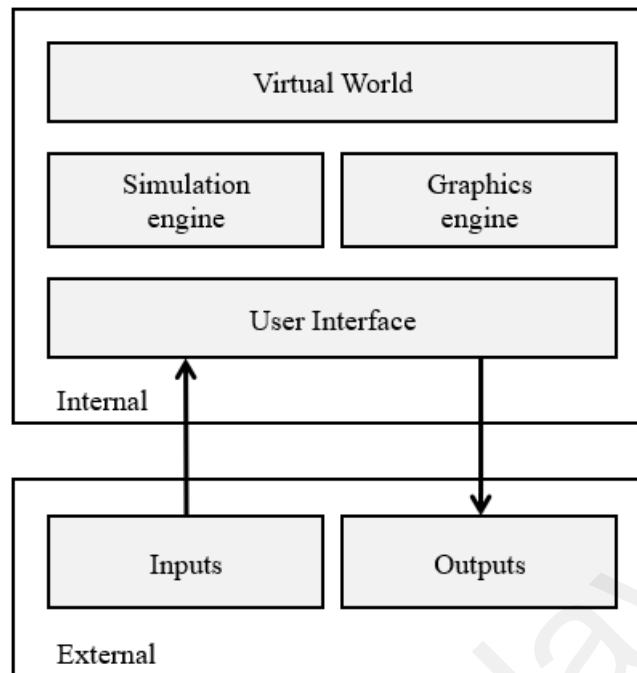 Virtual World
Simulation
engine
Graphics
engine
User Interface
Internal
Inputs
Outputs
External